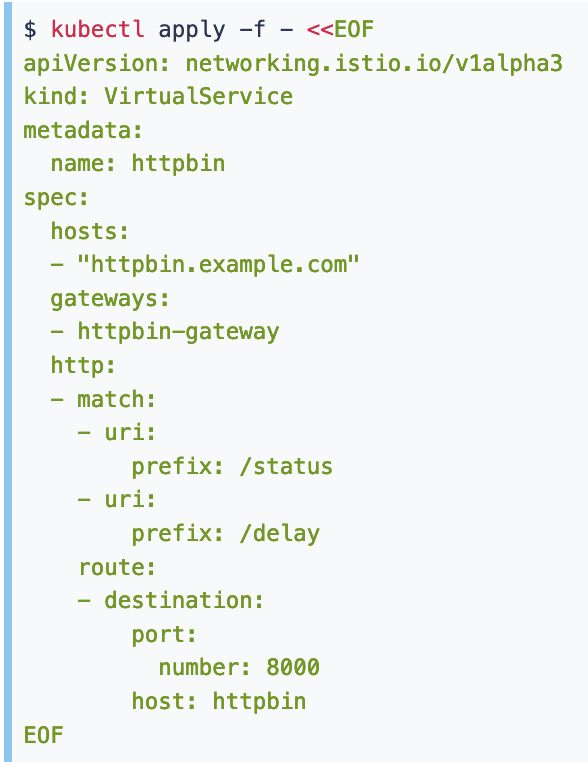 $ kubectl apply -f - <<EOF
apiVersion: networking.istio.io/v1alpha3
kind: VirtualService
metadata:
  name: httpbin
spec:
  hosts:
  - "httpbin.example.com"
  gateways:
  - httpbin-gateway
  http:
  - match:
    - uri:
        prefix: /status
    - uri:
        prefix: /delay
    route:
    - destination:
        port:
          number: 8000
        host: httpbin
EOF